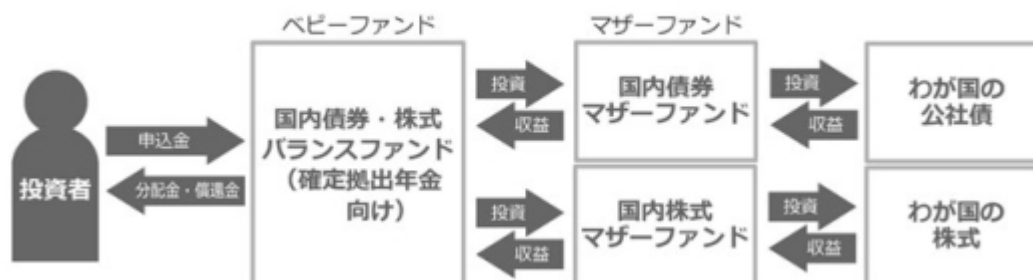 ベビーファンド
マザーファンド
投資者
申込金
分配金・償還金
国内債券・株式
バランスファンド
（確定拠出年金
向け）
投資
収益
国内債券
マザーファンド
投資
収益
わが国の
公社債
投資
収益
国内株式
マザーファンド
投資
収益
わが国の
株式